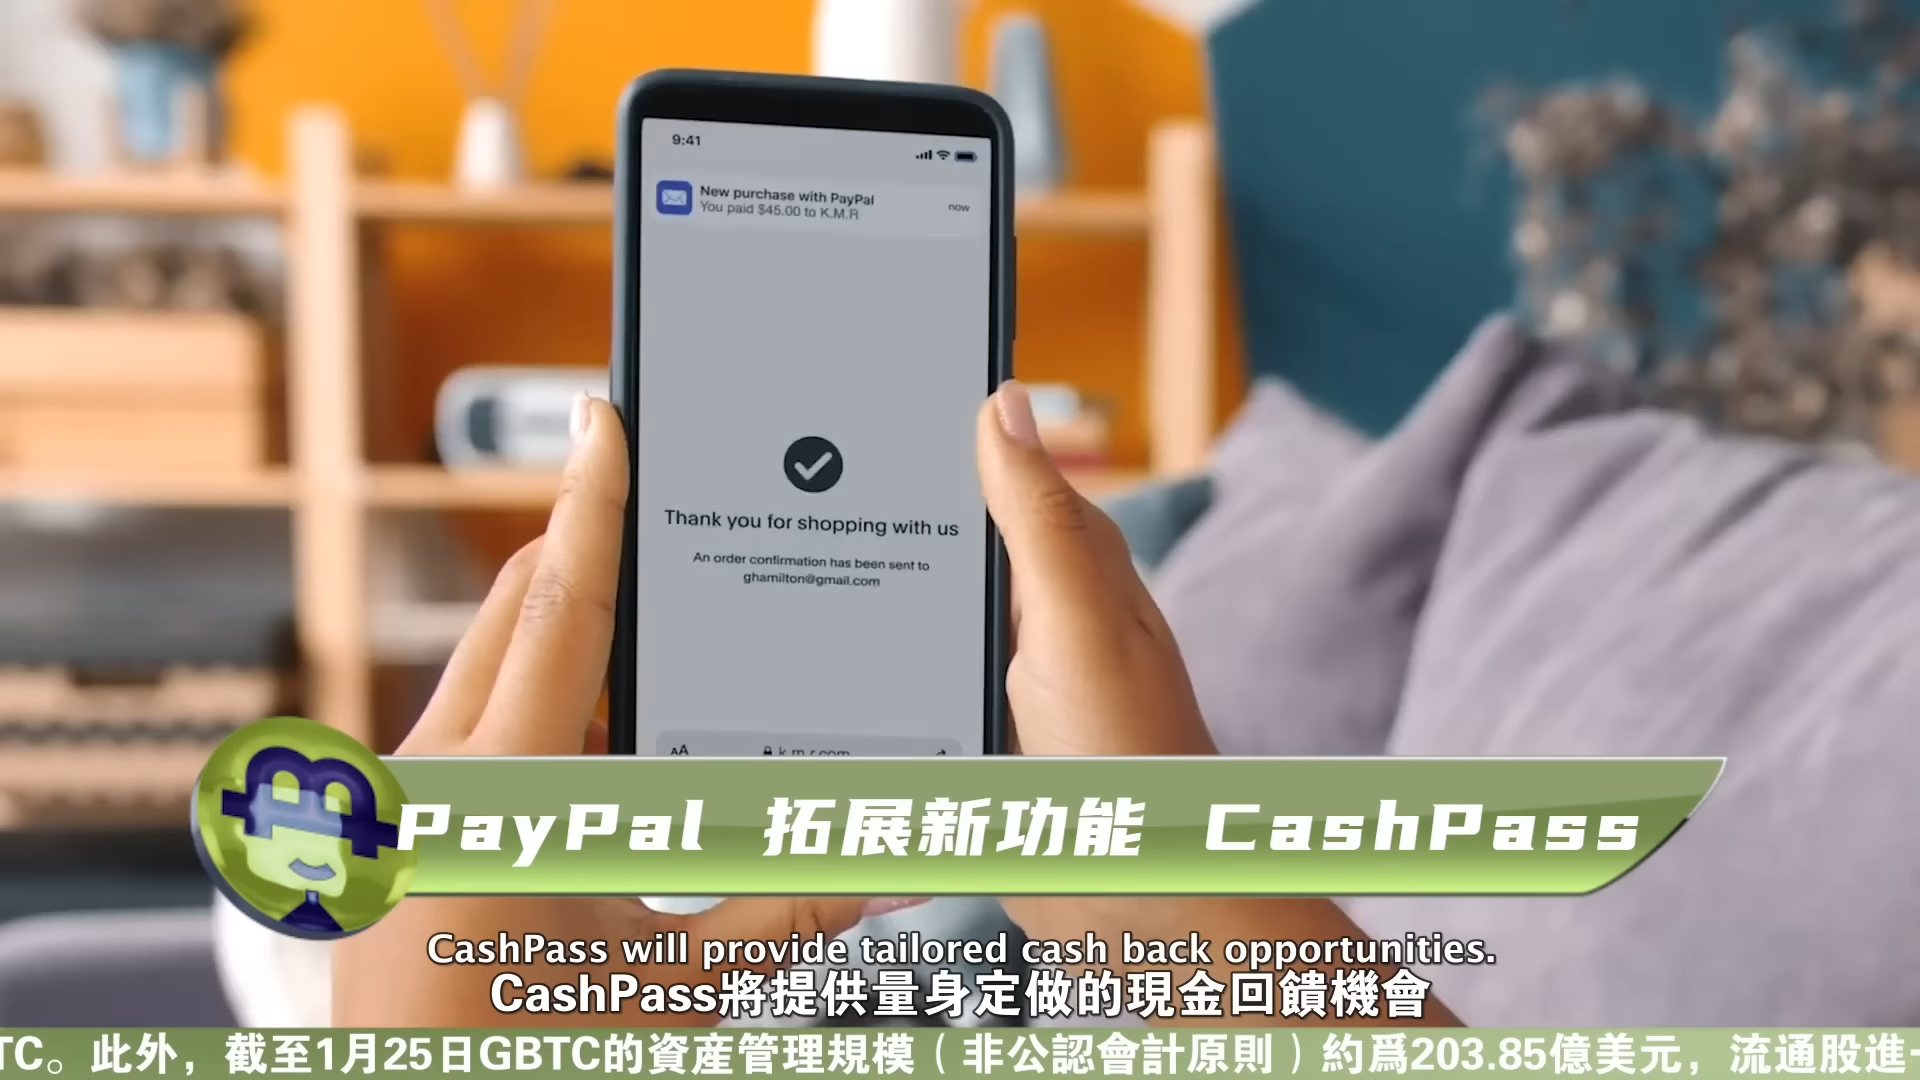 9:41
New purchase with PayPal
now
You paid $45.00 to K.M.R
Thank you for shopping with us
An order confirmation has been sent to
ghamilton@gmail.com
AA k.m.r.com
PayPal 拓展新功能 CashPass
CashPass will provide tailored cash back opportunities.
CashPass將提供量身定做的現金回饋機會
TC。此外，截至1月25日GBTC的資產管理規模（非公認會計原則）約爲203.85億美元，流通股進一